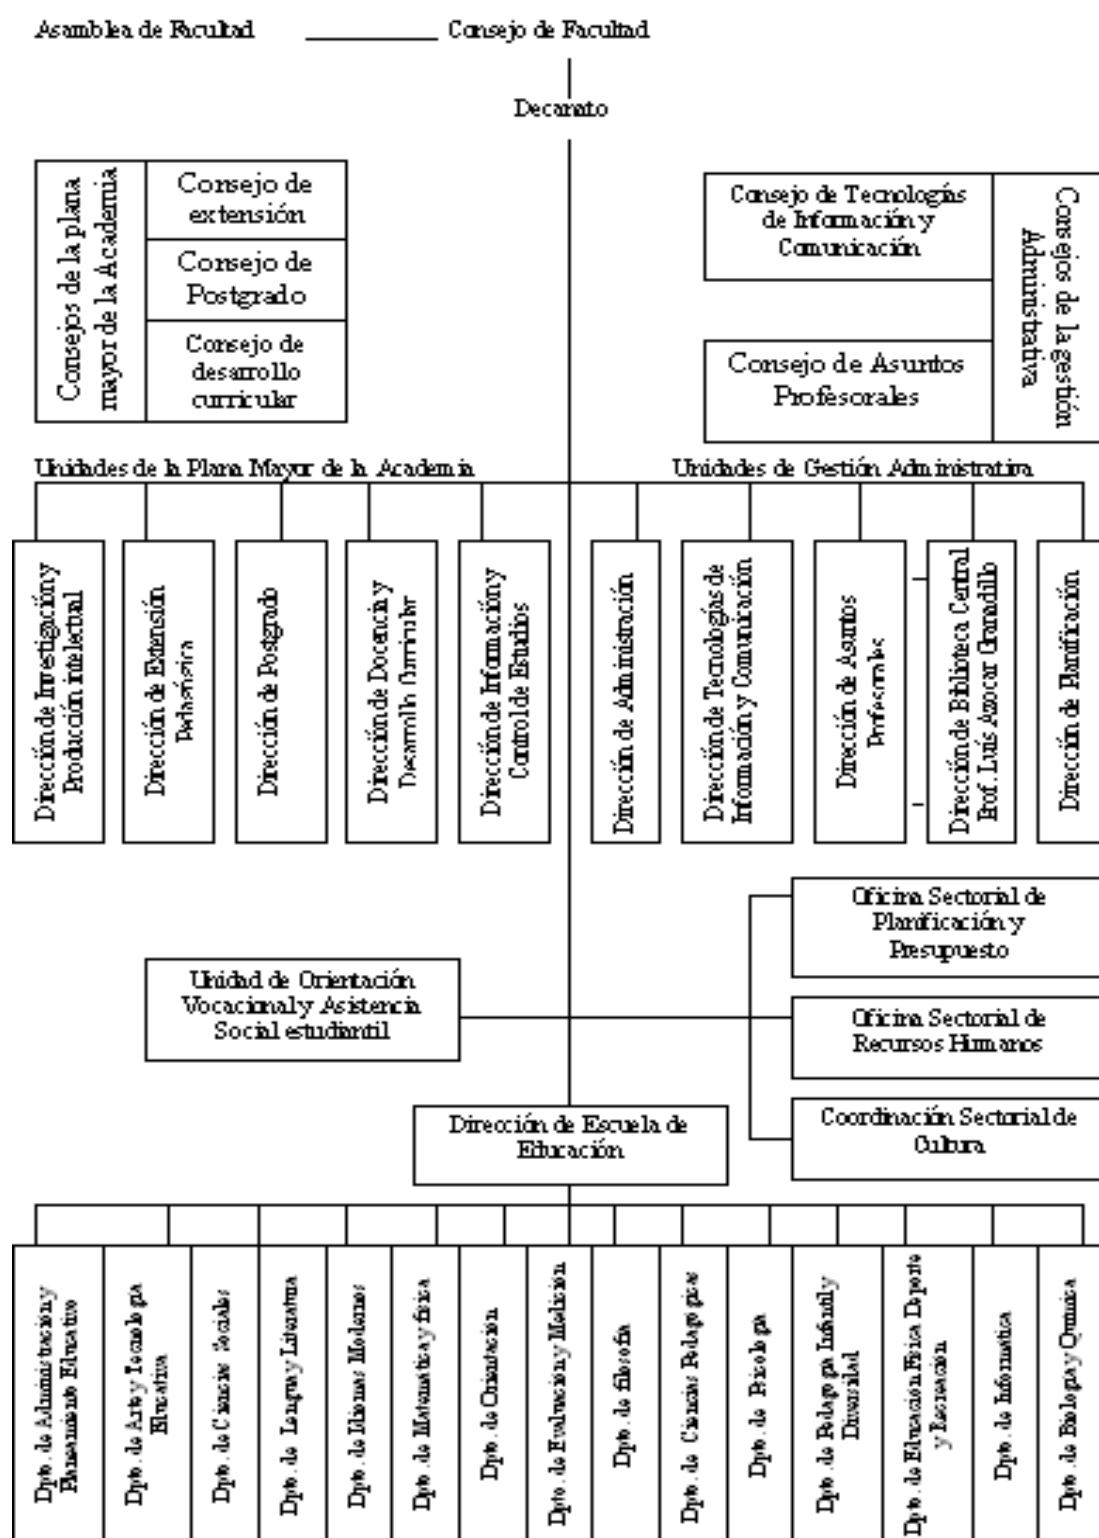 Asamblea de Facultad
Consejo de Facultad
Decanato
Consejos de la plana
mayor de la Academia
Consejo de
extensión
Consejo de
Postgrado
Consejo de
desarrollo
curricular
Consejo de Tecnologías
de Información y
Comunicación
Consejo de Asuntos
Profesorales
Consejos de la gestión
Administrativa
Unidades de la Plana Mayor de la Academia
Unidades de Gestión Administrativa
Dirección de Investigación y
Producción intelectual
Dirección de Extensión
Pedagógica
Dirección de Postgrado
Dirección de Docencia y
Desarrollo Curricular
Dirección de Información y
Control de Estudios
Dirección de Administración
Dirección de Tecnologías de
Información y Comunicación
Dirección de Asuntos
Profesorales
Dirección de Biblioteca Central
Prof. Luís Azocar Granadillo
Dirección de Planificación
Oficina Sectorial de
Planificación y
Presupuesto
Unidad de Orientación
Vocacional y Asistencia
Social estudiantil
Oficina Sectorial de
Recursos Humanos
Coordinación Sectorial de
Cultura
Dirección de Escuela de
Educación
Dpto. de Administración y
Planeamiento Educativo
Dpto. de Arte y Tecnología
Educativa
Dpto. de Ciencias Sociales
Dpto. de Lengua y Literatura
Dpto. de Idiomas Modernos
Dpto. de Matemática y física
Dpto. de Orientación
Dpto. de Evaluación y Medición
Dpto. de filosofía
Dpto. de Ciencias Pedagógicas
Dpto. de Psicología
Dpto. de Pedagogía Infantil y
Diversidad
Dpto. de Educación Física Deporte
y Recreación
Dpto. de Informática
Dpto. de Biología y Química